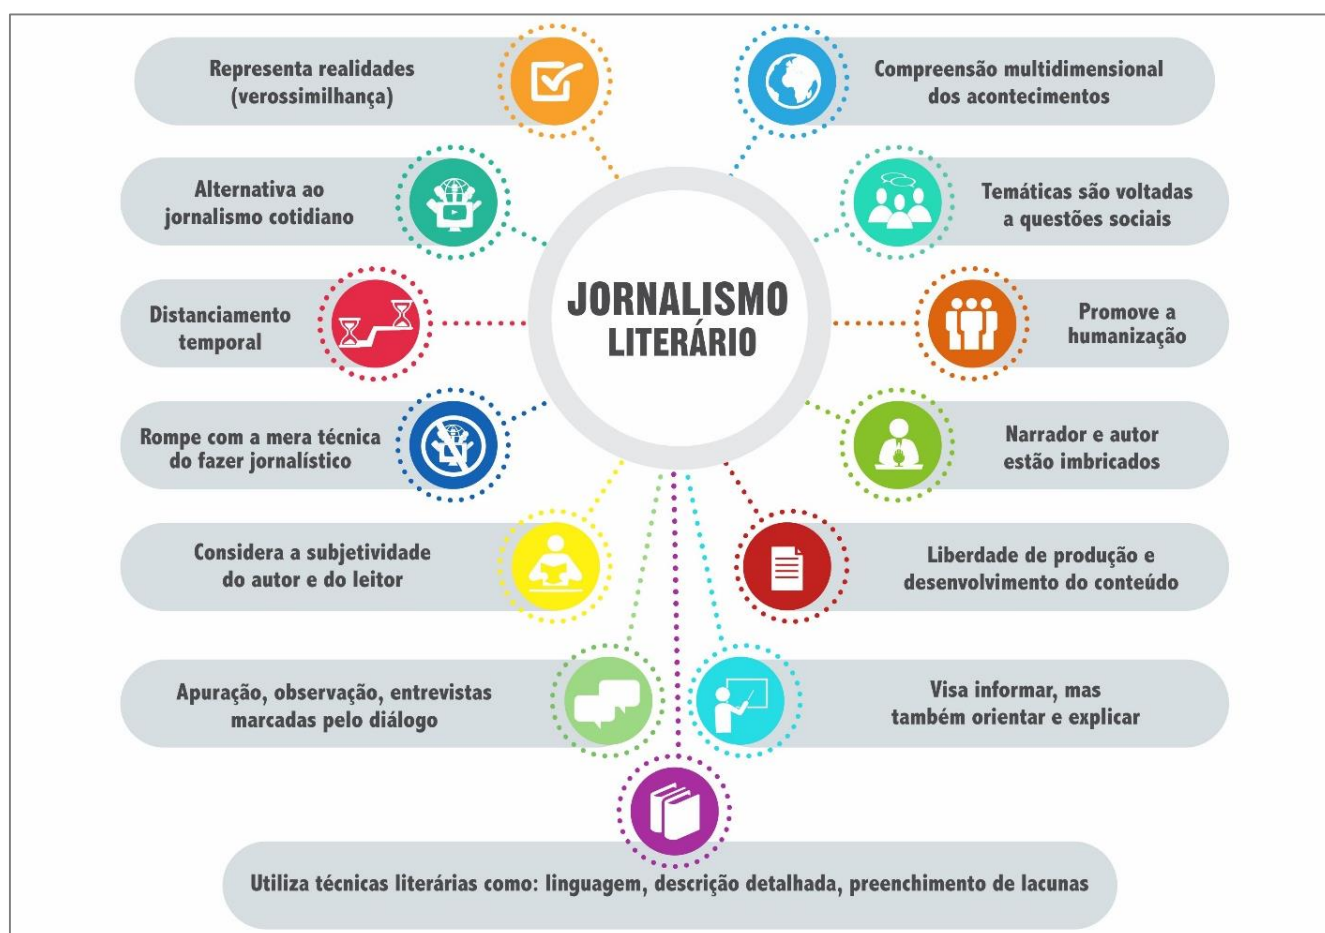 Representa realidades
(verossimilhança)
Compreensão multidimensional
dos acontecimentos
Alternativa ao
jornalismo cotidiano
Temáticas são voltadas
a questões sociais
JORNALISMO
LITERÁRIO
Distanciamento
temporal
Promove a
humanização
Rompe com a mera técnica
do fazer jornalístico
Narrador e autor
estão imbricados
Considera a subjetividade
do autor e do leitor
Liberdade de produção e
desenvolvimento do conteúdo
Apuração, observação, entrevistas
marcadas pelo diálogo
Visa informar, mas
também orientar e explicar
Utiliza técnicas literárias como: linguagem, descrição detalhada, preenchimento de lacunas